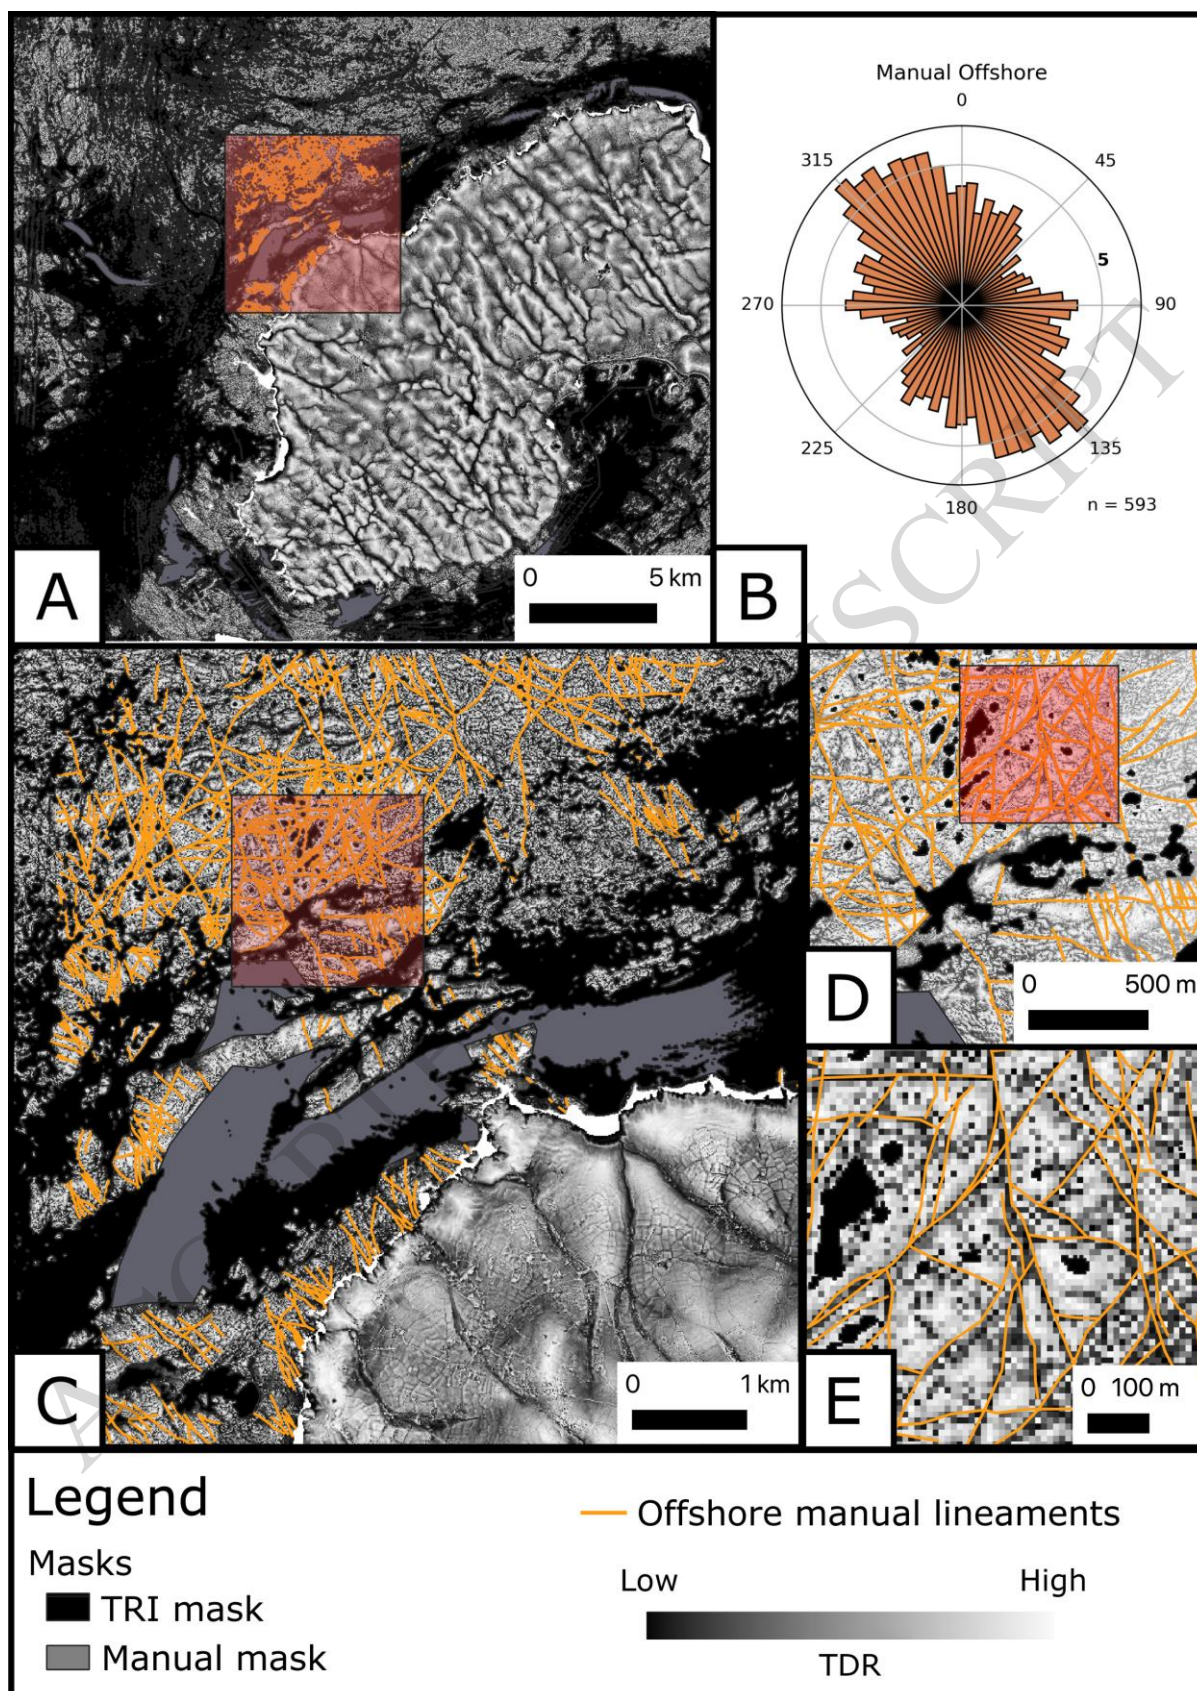 Manual Offshore
0
315
45
5
270
90
225
135
180
n = 593
0 5 km
A
B
0 500 m
D
0 1 km
C
0 100 m
E
Legend
Offshore manual lineaments
Masks
TRI mask
Manual mask
Low High
TDR